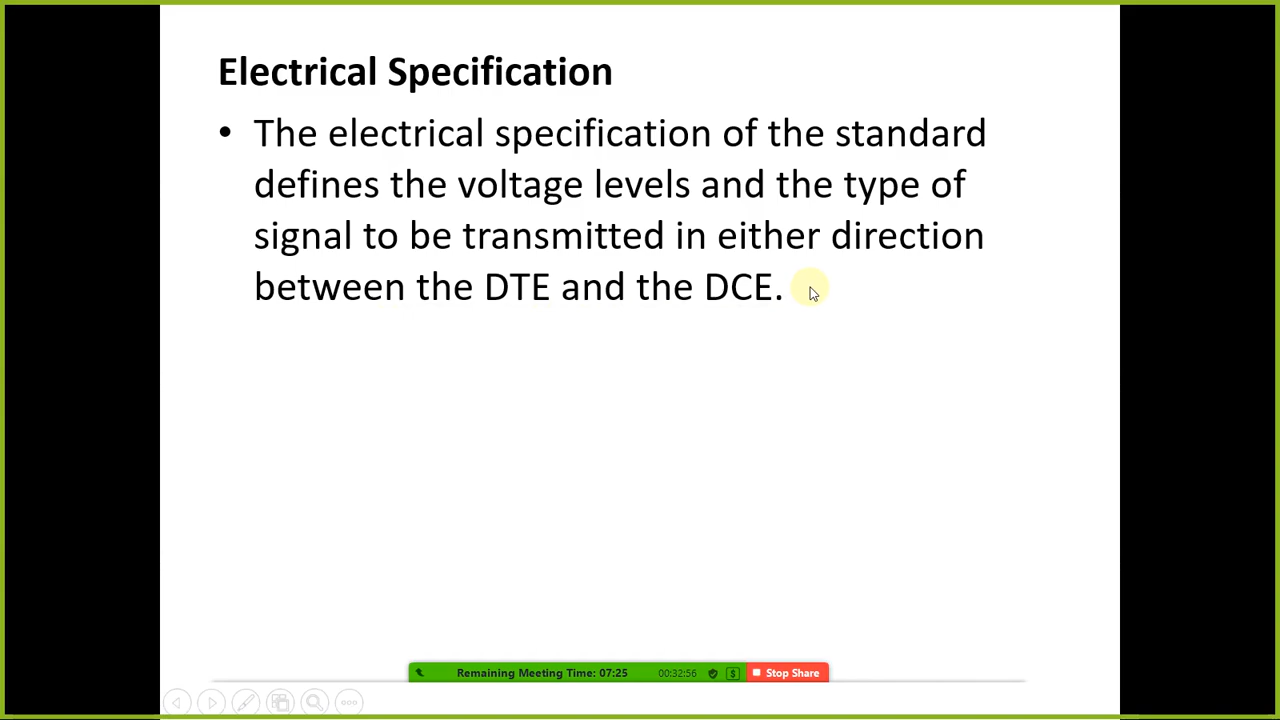 Electrical Specification
• The electrical specification of the standard
defines the voltage levels and the type of
signal to be transmitted in either direction
between the DTE and the DCE.
Remaining Meeting Time: 07:25 00:32:56 Stop Share